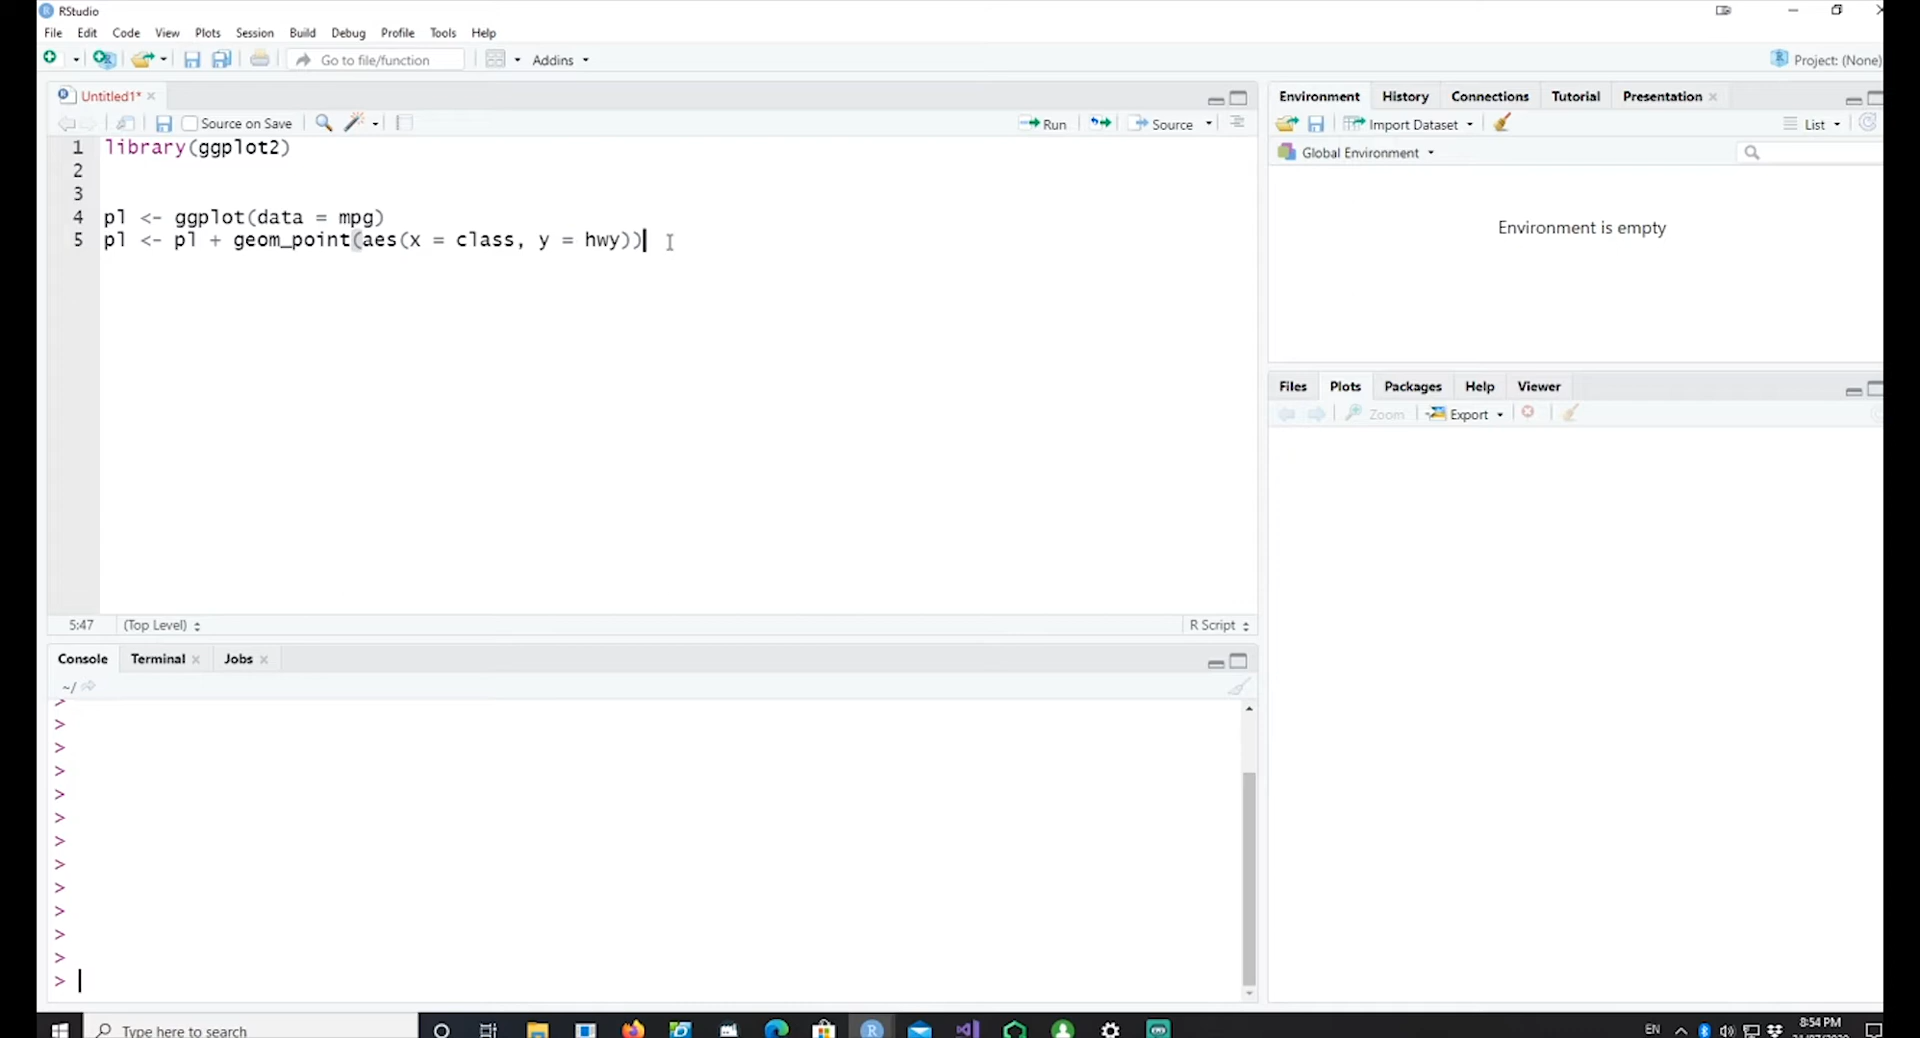 RStudio
File Edit Code View Plots Session Build Debug Profile Tools Help
Go to file/function Addins Project: (None)
Untitled1*
Source on Save Run Source
1 library(ggplot2)
2
3
4 pl <- ggplot(data = mpg)
5 pl <- pl + geom_point(aes(x = class, y = hwy))
5:47 (Top Level) R Script
Console Terminal Jobs
~/
>
>
>
>
>
>
>
>
>
>
>
>
>
Environment History Connections Tutorial Presentation
Import Dataset List
Global Environment
Environment is empty
Files Plots Packages Help Viewer
Zoom Export
Type here to search
EN 8:54 PM